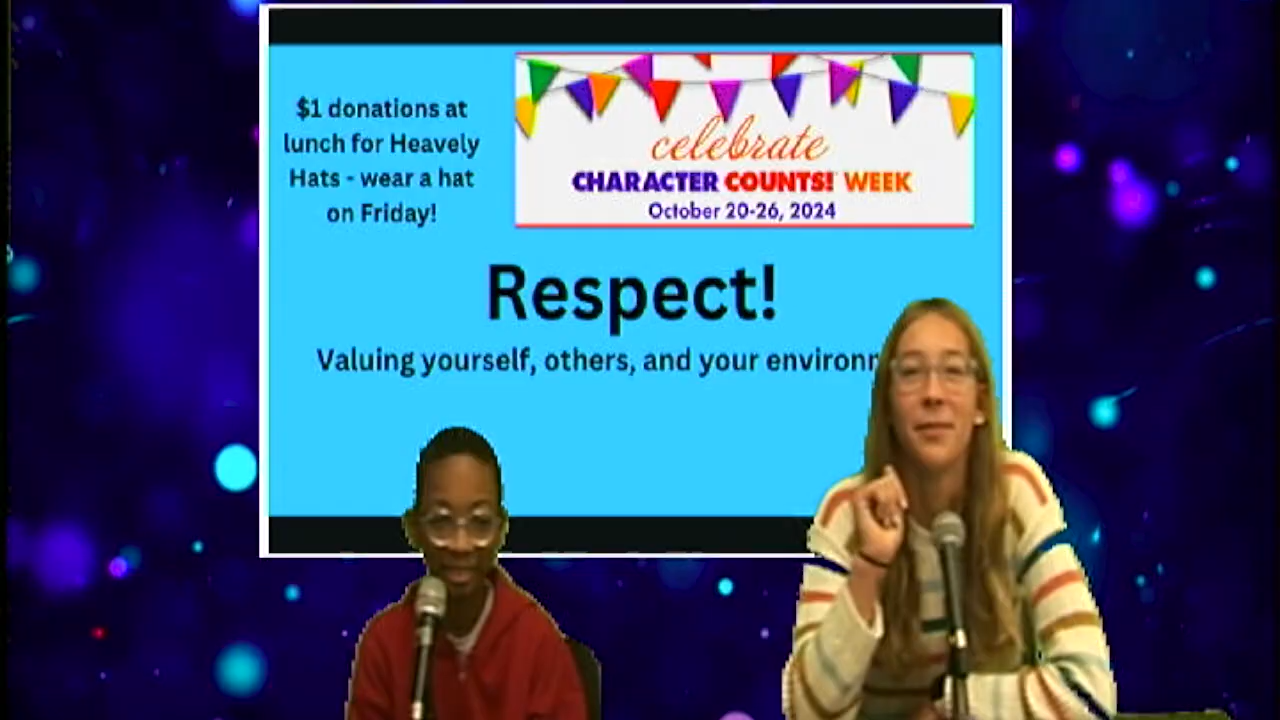 $1 donations at
lunch for Heavely
Hats - wear a hat
on Friday!
celebrate
CHARACTER COUNTS! WEEK
October 20-26, 2024
Respect!
Valuing yourself, others, and your